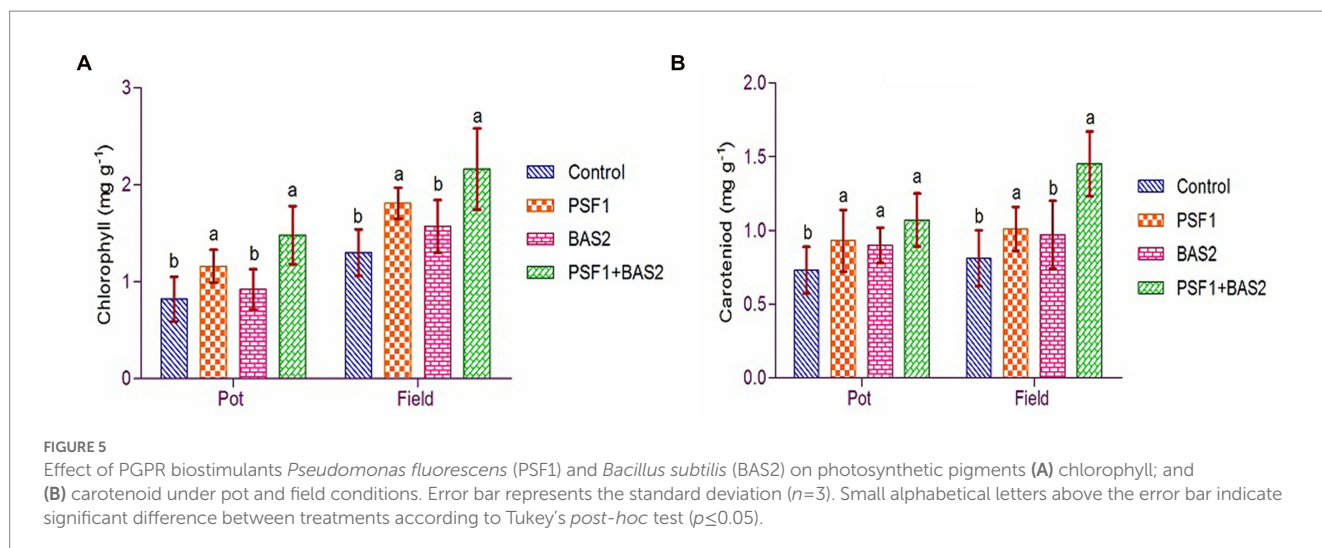 A
Chlorophyll (mg g⁻¹)
3
2
1
0
b
a
b
a
b
a
b
a
Pot
Field
Control
PSF1
BAS2
PSF1+BAS2
B
Caroteniod (mg g⁻¹)
2.0
1.5
1.0
0.5
0.0
b
a
a
a
b
a
b
a
Pot
Field
Control
PSF1
BAS2
PSF1+BAS2
FIGURE 5
Effect of PGPR biostimulants Pseudomonas fluorescens (PSF1) and Bacillus subtilis (BAS2) on photosynthetic pigments (A) chlorophyll; and
(B) carotenoid under pot and field conditions. Error bar represents the standard deviation (n=3). Small alphabetical letters above the error bar indicate
significant difference between treatments according to Tukey’s post-hoc test (p≤0.05).